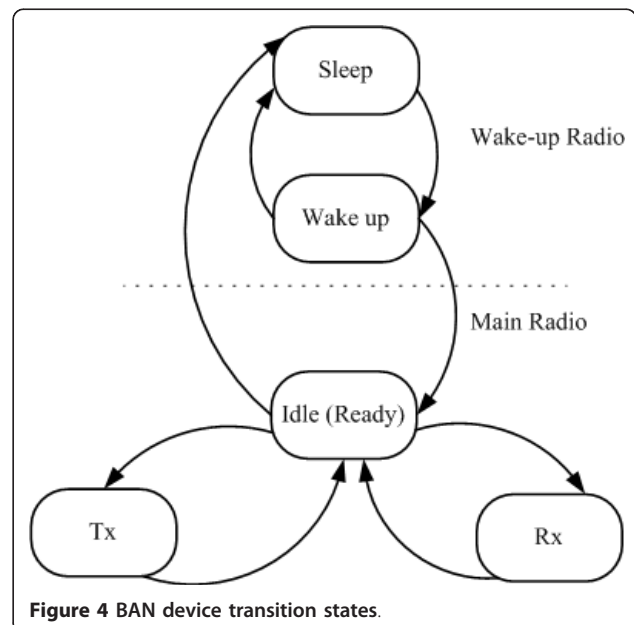 Sleep
Wake-up Radio
Wake up
Main Radio
Idle (Ready)
Tx
Rx
Figure 4 BAN device transition states.